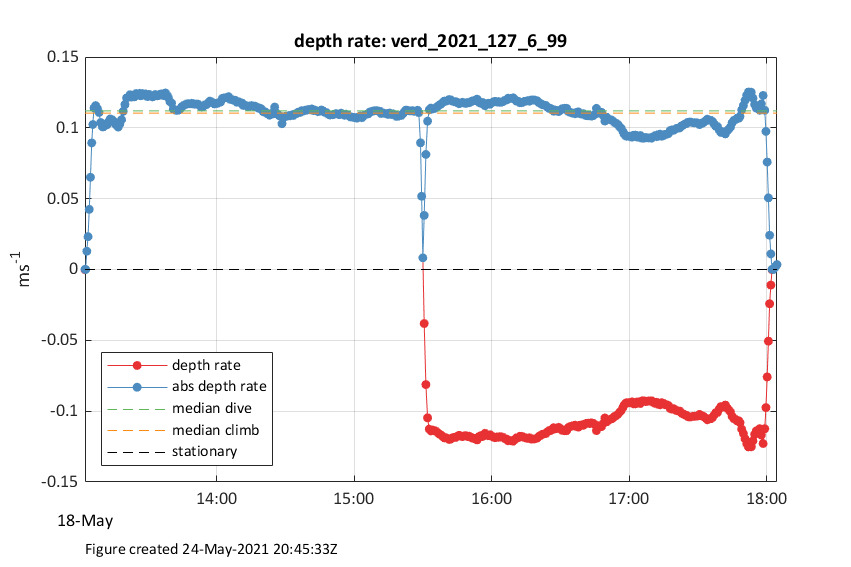 depth rate: verd_2021_127_6_99
ms-1
0.15
0.1
0.05
0
-0.05
-0.1
-0.15
depth rate
abs depth rate
median dive
median climb
stationary
14:00 15:00 16:00 17:00 18:00
18-May
Figure created 24-May-2021 20:45:33Z